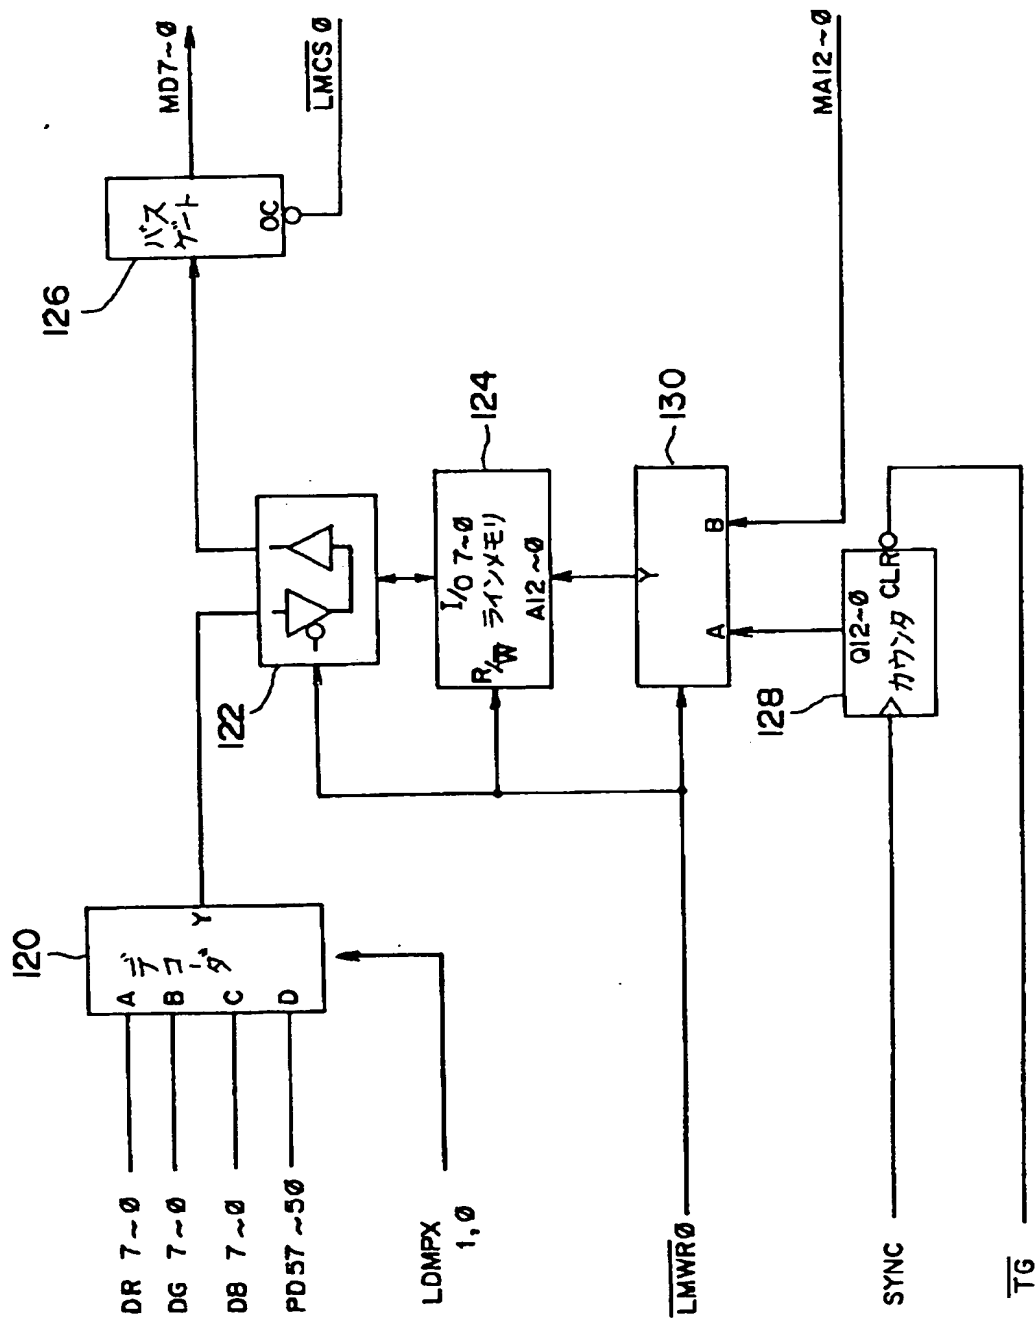 DR 7~0
DG 7~0
DB 7~0
PD57~50
LDMPX
1,0
LMWR0
SYNC
TG
120
デコーダ
A
B
C
D
Y
122
126
バス
ゲート
OC
MD7~0
LMCS0
124
I/O 7~0
ラインメモリ
R/W
A12~0
130
Y
A
B
128
Q12~0
カウンタ
CLR
MA12~0